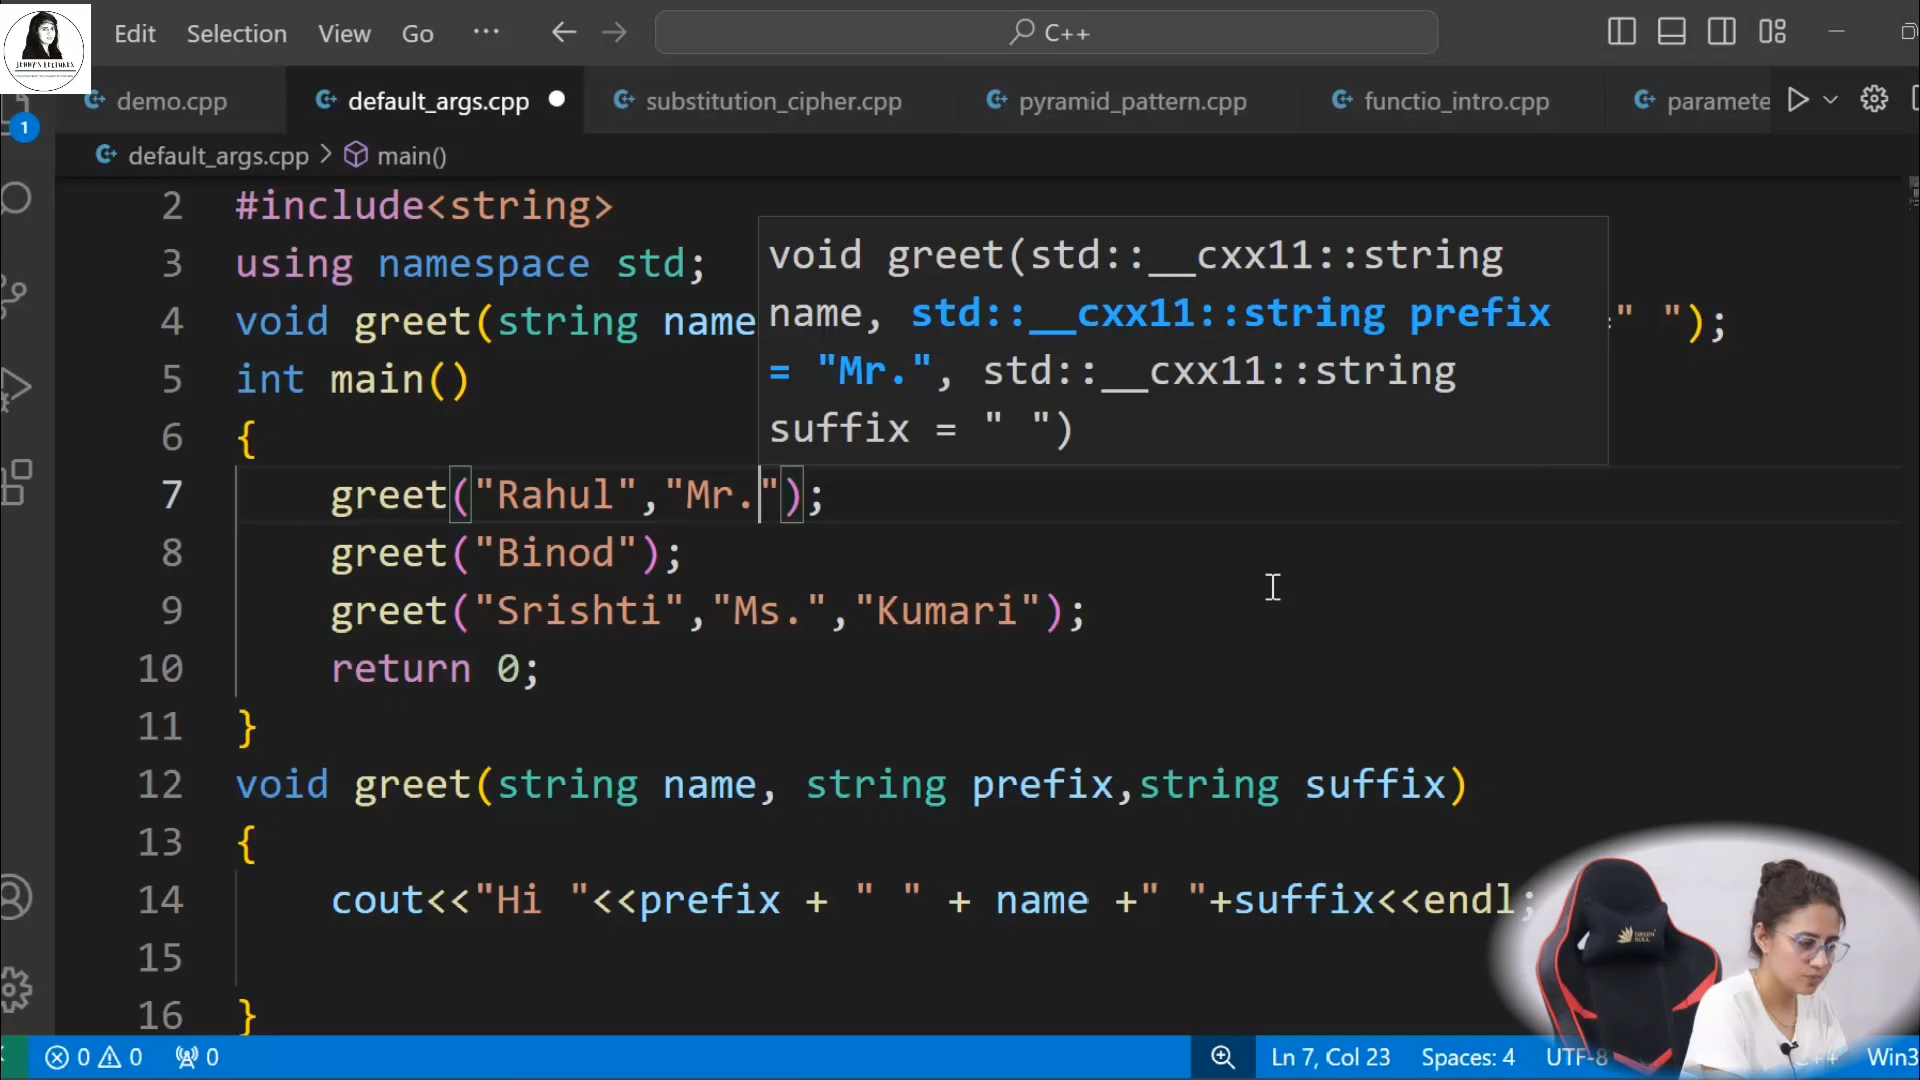 JENNY'S LECTURES
Edit Selection View Go ··· C++
demo.cpp default_args.cpp substitution_cipher.cpp pyramid_pattern.cpp functio_intro.cpp paramete
1
default_args.cpp > main()
2 #include<string>
3 using namespace std;
4 void greet(string name =" ");
void greet(std::__cxx11::string
name, std::__cxx11::string prefix
= "Mr.", std::__cxx11::string
suffix = " ")
5 int main()
6 {
7 greet("Rahul","Mr.");
8 greet("Binod");
9 greet("Srishti","Ms.","Kumari");
10 return 0;
11 }
12 void greet(string name, string prefix,string suffix)
13 {
14 cout<<"Hi "<<prefix + " " + name +" "+suffix<<endl;
15
16 }
GREEN SOUL
0 0 0 Ln 7, Col 23 Spaces: 4 UTF-8 C++ Win3